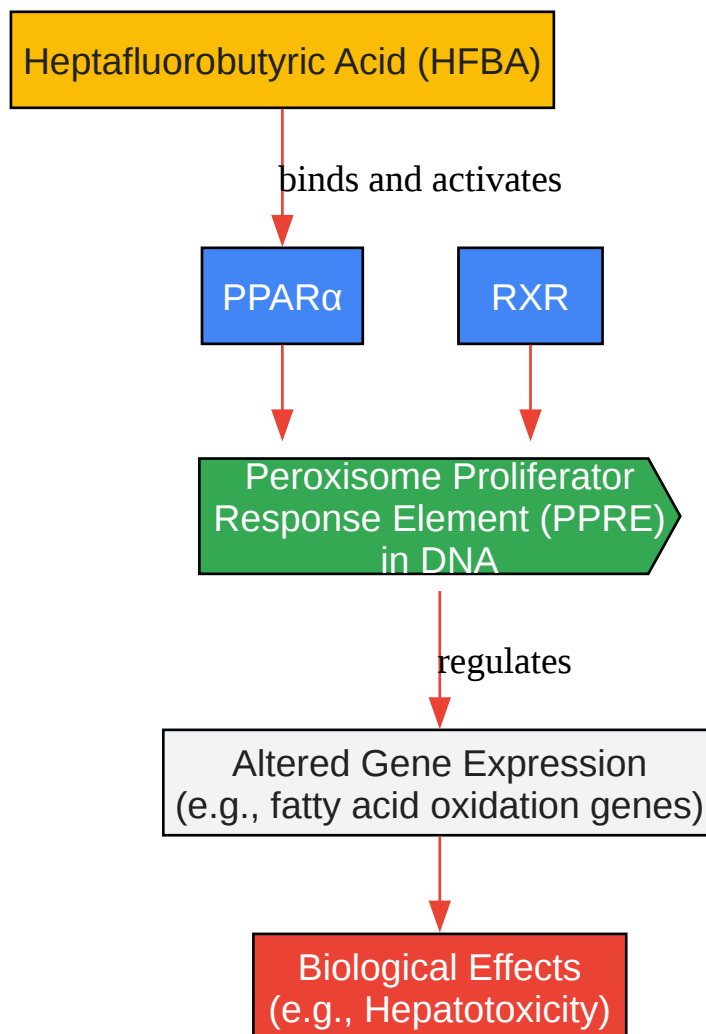 Heptafluorobutyric Acid (HFBA)
binds and activates
PPARα
RXR
Peroxisome Proliferator
Response Element (PPRE)
in DNA
regulates
Altered Gene Expression
(e.g., fatty acid oxidation genes)
Biological Effects
(e.g., Hepatotoxicity)